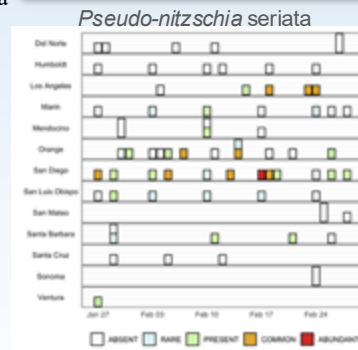 Pseudo-nitzschia seriata
Del Norte
Humboldt
Los Angeles
Marin
Mendocino
Orange
San Diego
San Luis Obispo
San Mateo
Santa Barbara
Santa Cruz
Sonoma
Ventura
Jan 27 Feb 03 Feb 10 Feb 17 Feb 24
ABSENT RARE PRESENT COMMON ABUNDANT